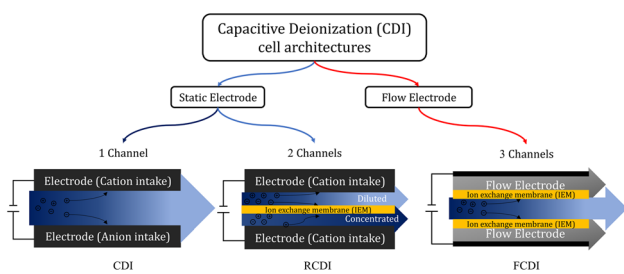 Capacitive Deionization (CDI)
cell architectures
Static Electrode
Flow Electrode
1 Channel
2 Channels
3 Channels
Electrode (Cation intake)
Electrode (Anion intake)
CDI
Electrode (Cation intake)
Diluted
Ion exchange membrane (IEM)
Concentrated
Electrode (Cation intake)
RCDI
Flow Electrode
Ion exchange membrane (IEM)
Ion exchange membrane (IEM)
Flow Electrode
FCDI